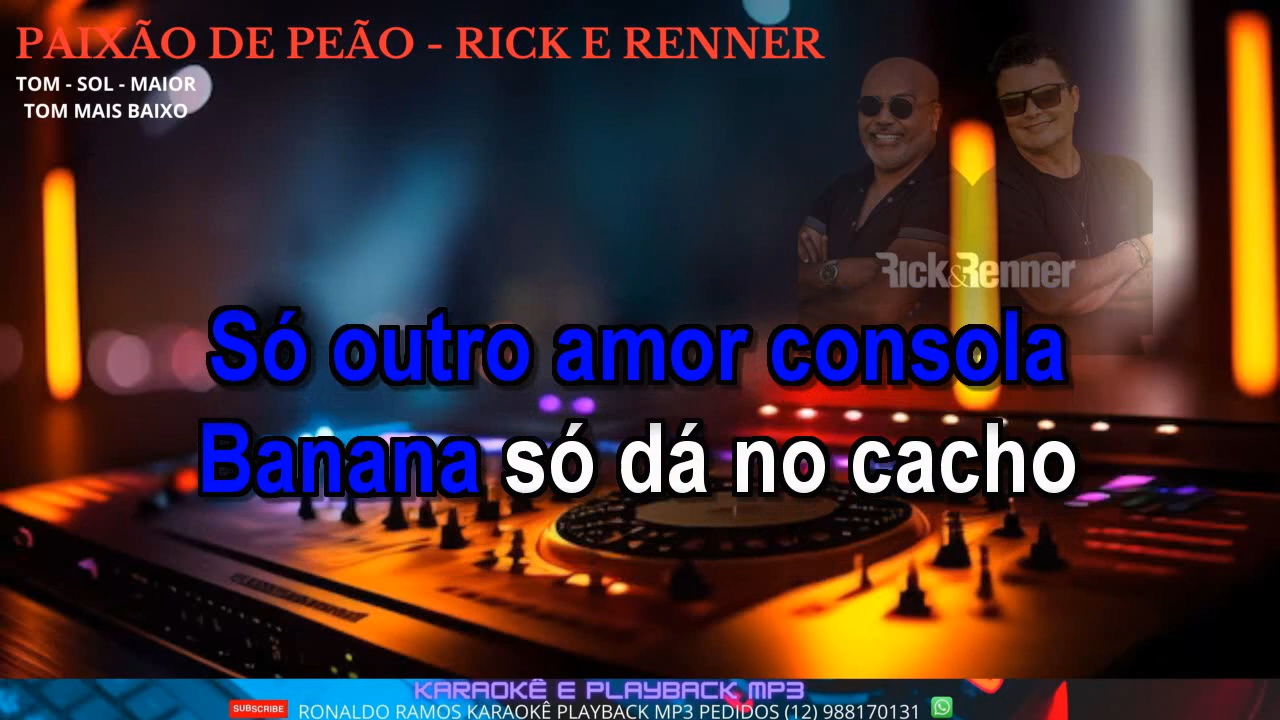 PAIXÃO DE PEÃO - RICK E RENNER
TOM - SOL - MAIOR
TOM MAIS BAIXO
Rick&Renner
Só outro amor consola
Banana só dá no cacho
KARAOKÊ E PLAYBACK MP3
SUBSCRIBE RONALDO RAMOS KARAOKÊ PLAYBACK MP3 PEDIDOS (12) 988170131